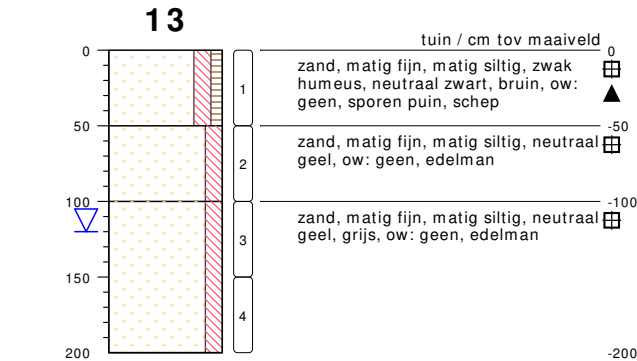 13
tuin / cm tov maaiveld
0
0
zand, matig fijn, matig siltig, zwak
humeus, neutraal zwart, bruin, ow:
geen, sporen puin, schep
1
50
-50
zand, matig fijn, matig siltig, neutraal
geel, ow: geen, edelman
2
100
-100
zand, matig fijn, matig siltig, neutraal
geel, grijs, ow: geen, edelman
3
150
4
200
-200